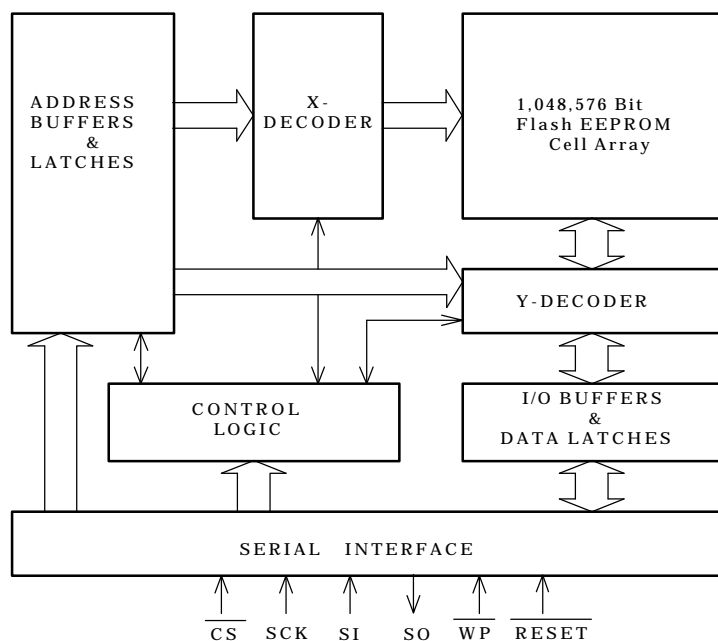 ADDRESS
BUFFERS
&
LATCHES
X-
DECODER
1,048,576 Bit
Flash EEPROM
Cell Array
Y-DECODER
CONTROL
LOGIC
I/O BUFFERS
&
DATA LATCHES
SERIAL INTERFACE
CS SCK SI SO WP RESET